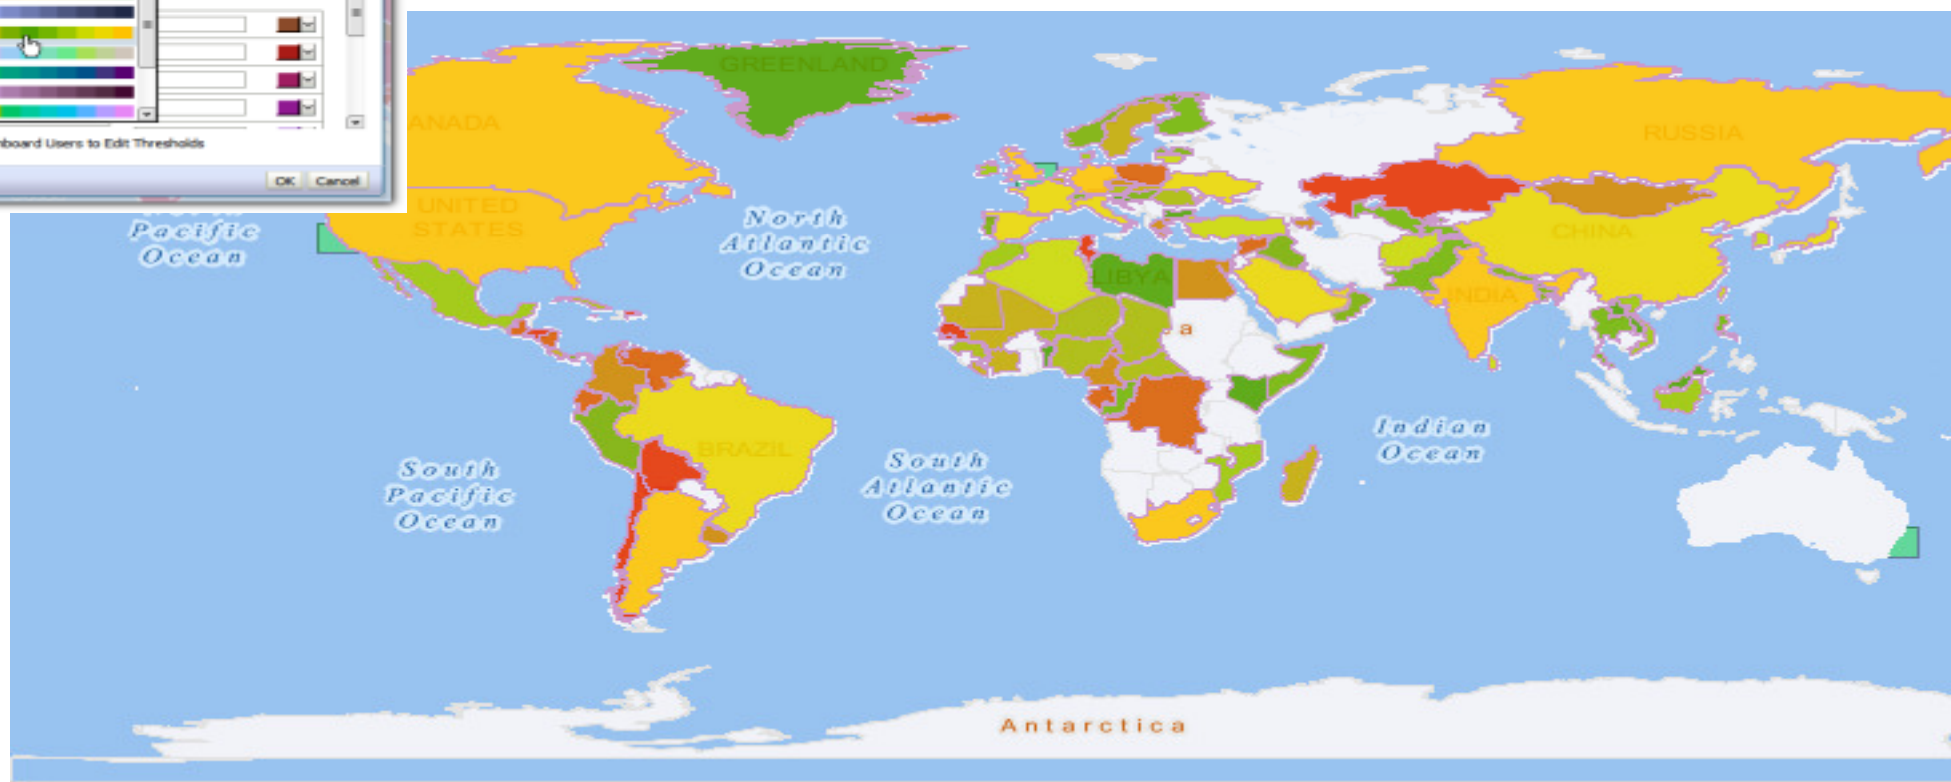 board Users to Edit Thresholds
OK Cancel
GREENLAND
ANADA
RUSSIA
UNITED
STATES
Pacific
Ocean
North
Atlantic
Ocean
CHINA
LIBYA
INDIA
a
BRAZIL
Indian
Ocean
South
Pacific
Ocean
South
Atlantic
Ocean
Antarctica